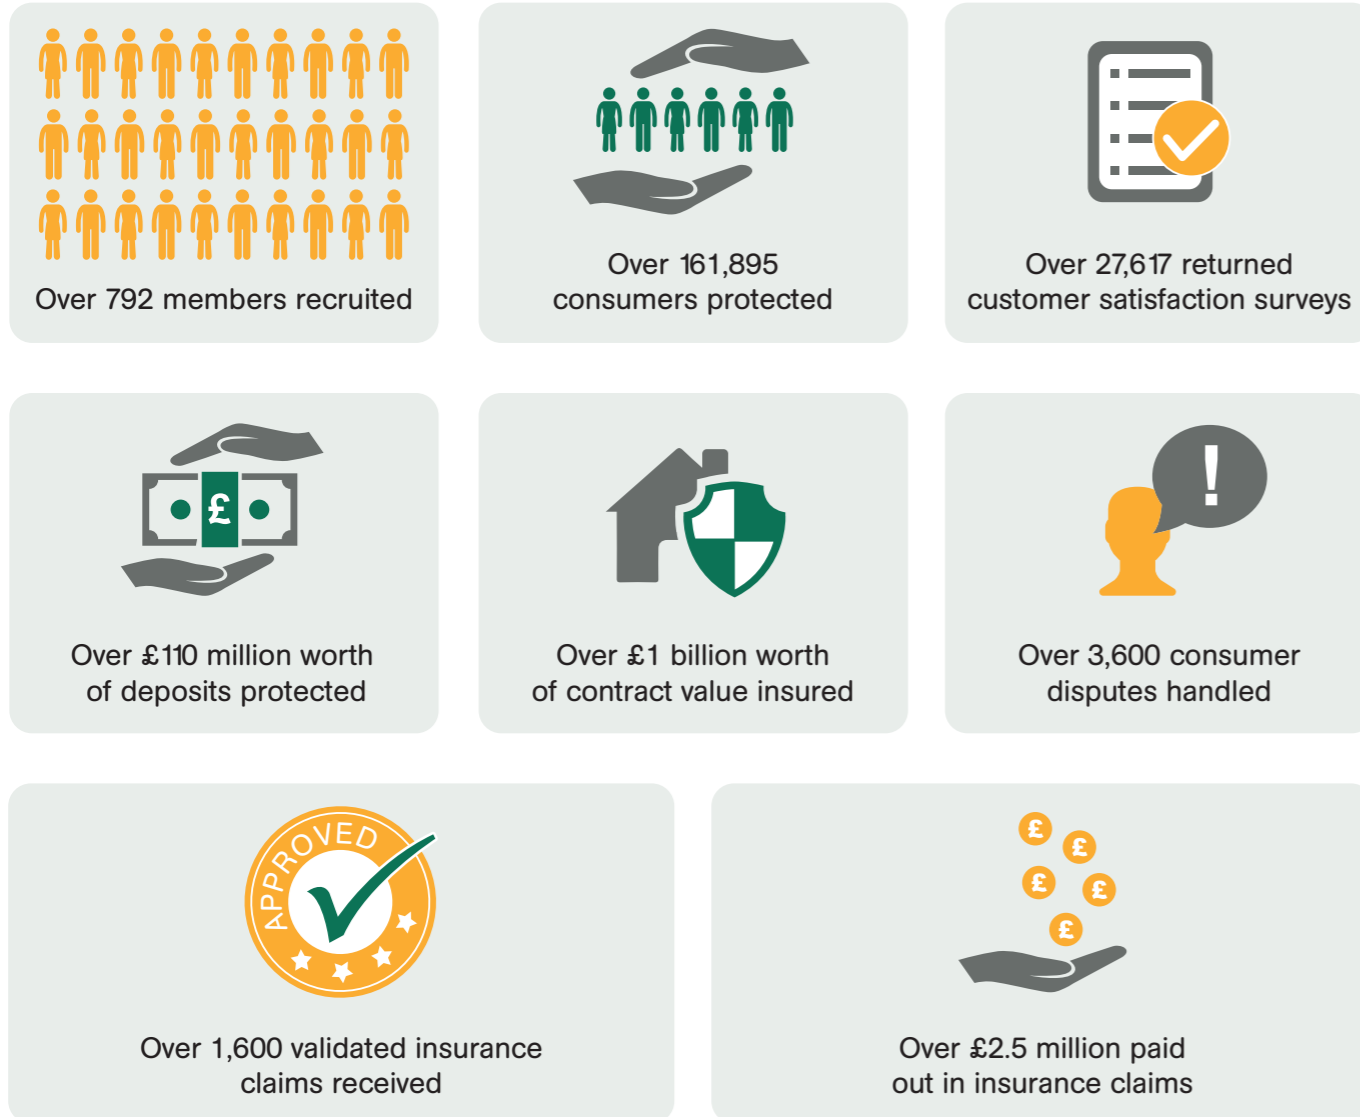 Over 792 members recruited
Over 161,895
consumers protected
Over 27,617 returned
customer satisfaction surveys
£
Over £110 million worth
of deposits protected
Over £1 billion worth
of contract value insured
!
Over 3,600 consumer
disputes handled
APPROVED
Over 1,600 validated insurance
claims received
£
£
£
£
£
Over £2.5 million paid
out in insurance claims